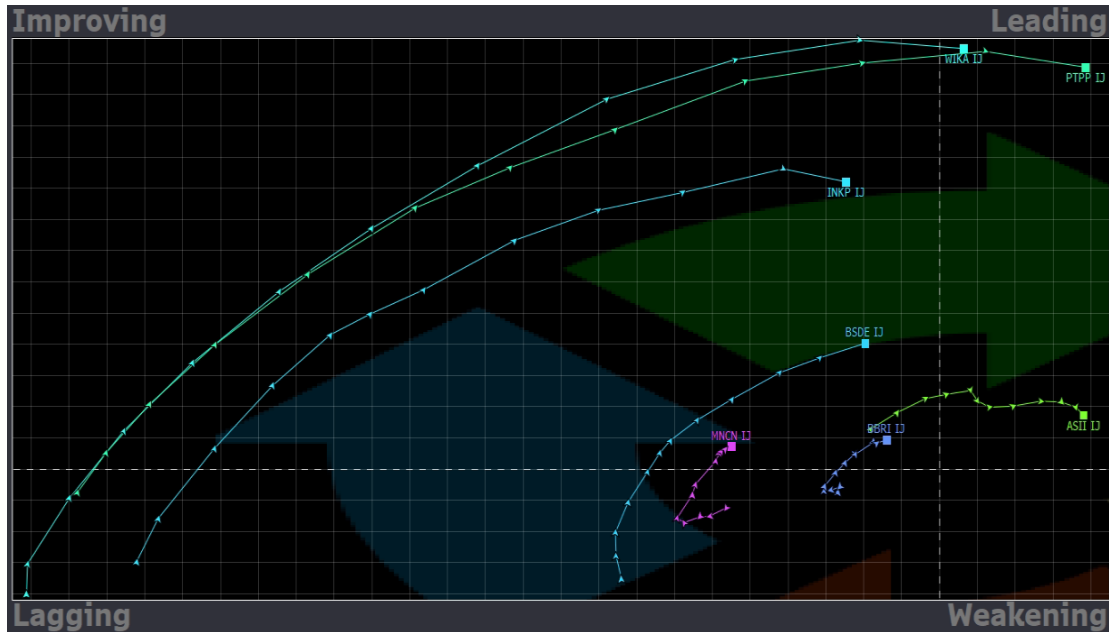 Improving
Leading
WIKA IJ
PTPP IJ
INKP IJ
BSDE IJ
ASII IJ
BBRI IJ
MNCN IJ
Lagging
Weakening